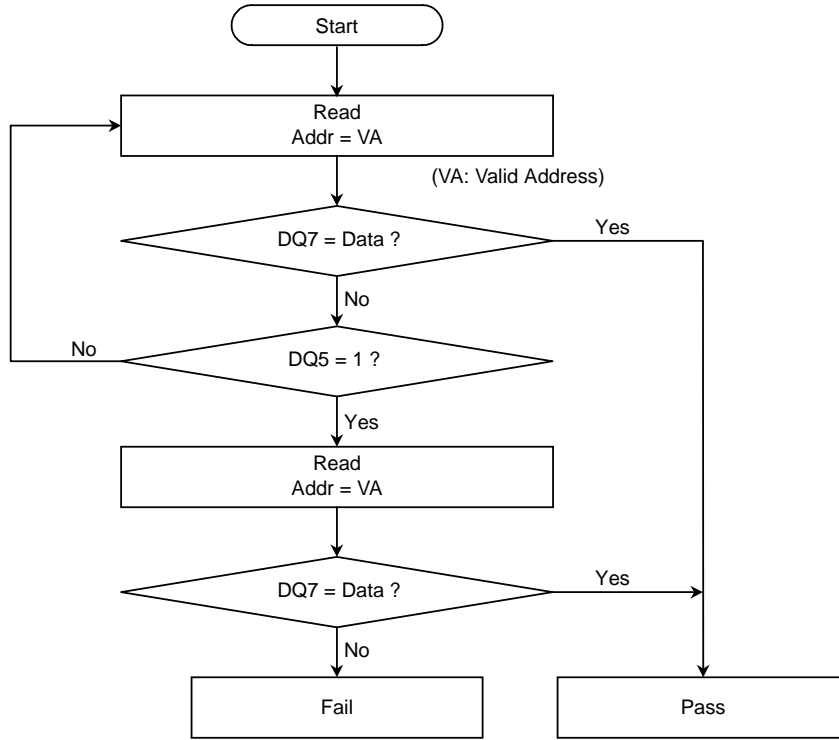 Start
Read
Addr = VA
(VA: Valid Address)
DQ7 = Data ?
Yes
No
No
DQ5 = 1 ?
Yes
Read
Addr = VA
DQ7 = Data ?
Yes
No
Fail
Pass